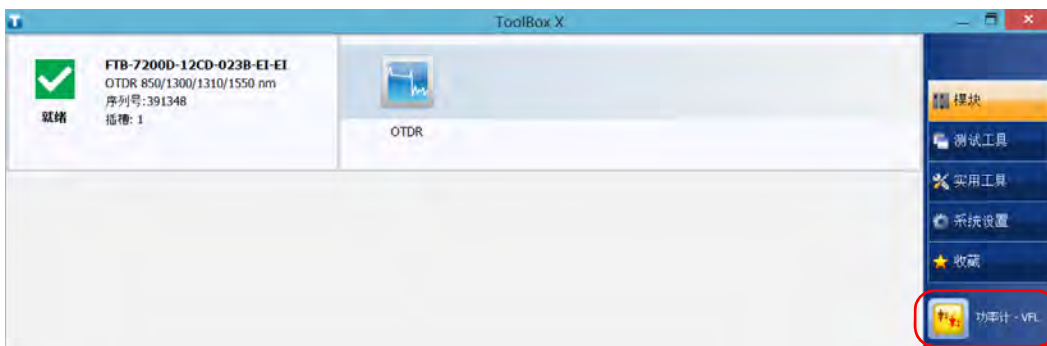 ToolBox X
FTB-7200D-12CD-023B-EI-EI
OTDR 850/1300/1310/1550 nm
序列号:391348
插槽: 1
就绪
OTDR
模块
测试工具
实用工具
系统设置
收藏
功率计 - VFL